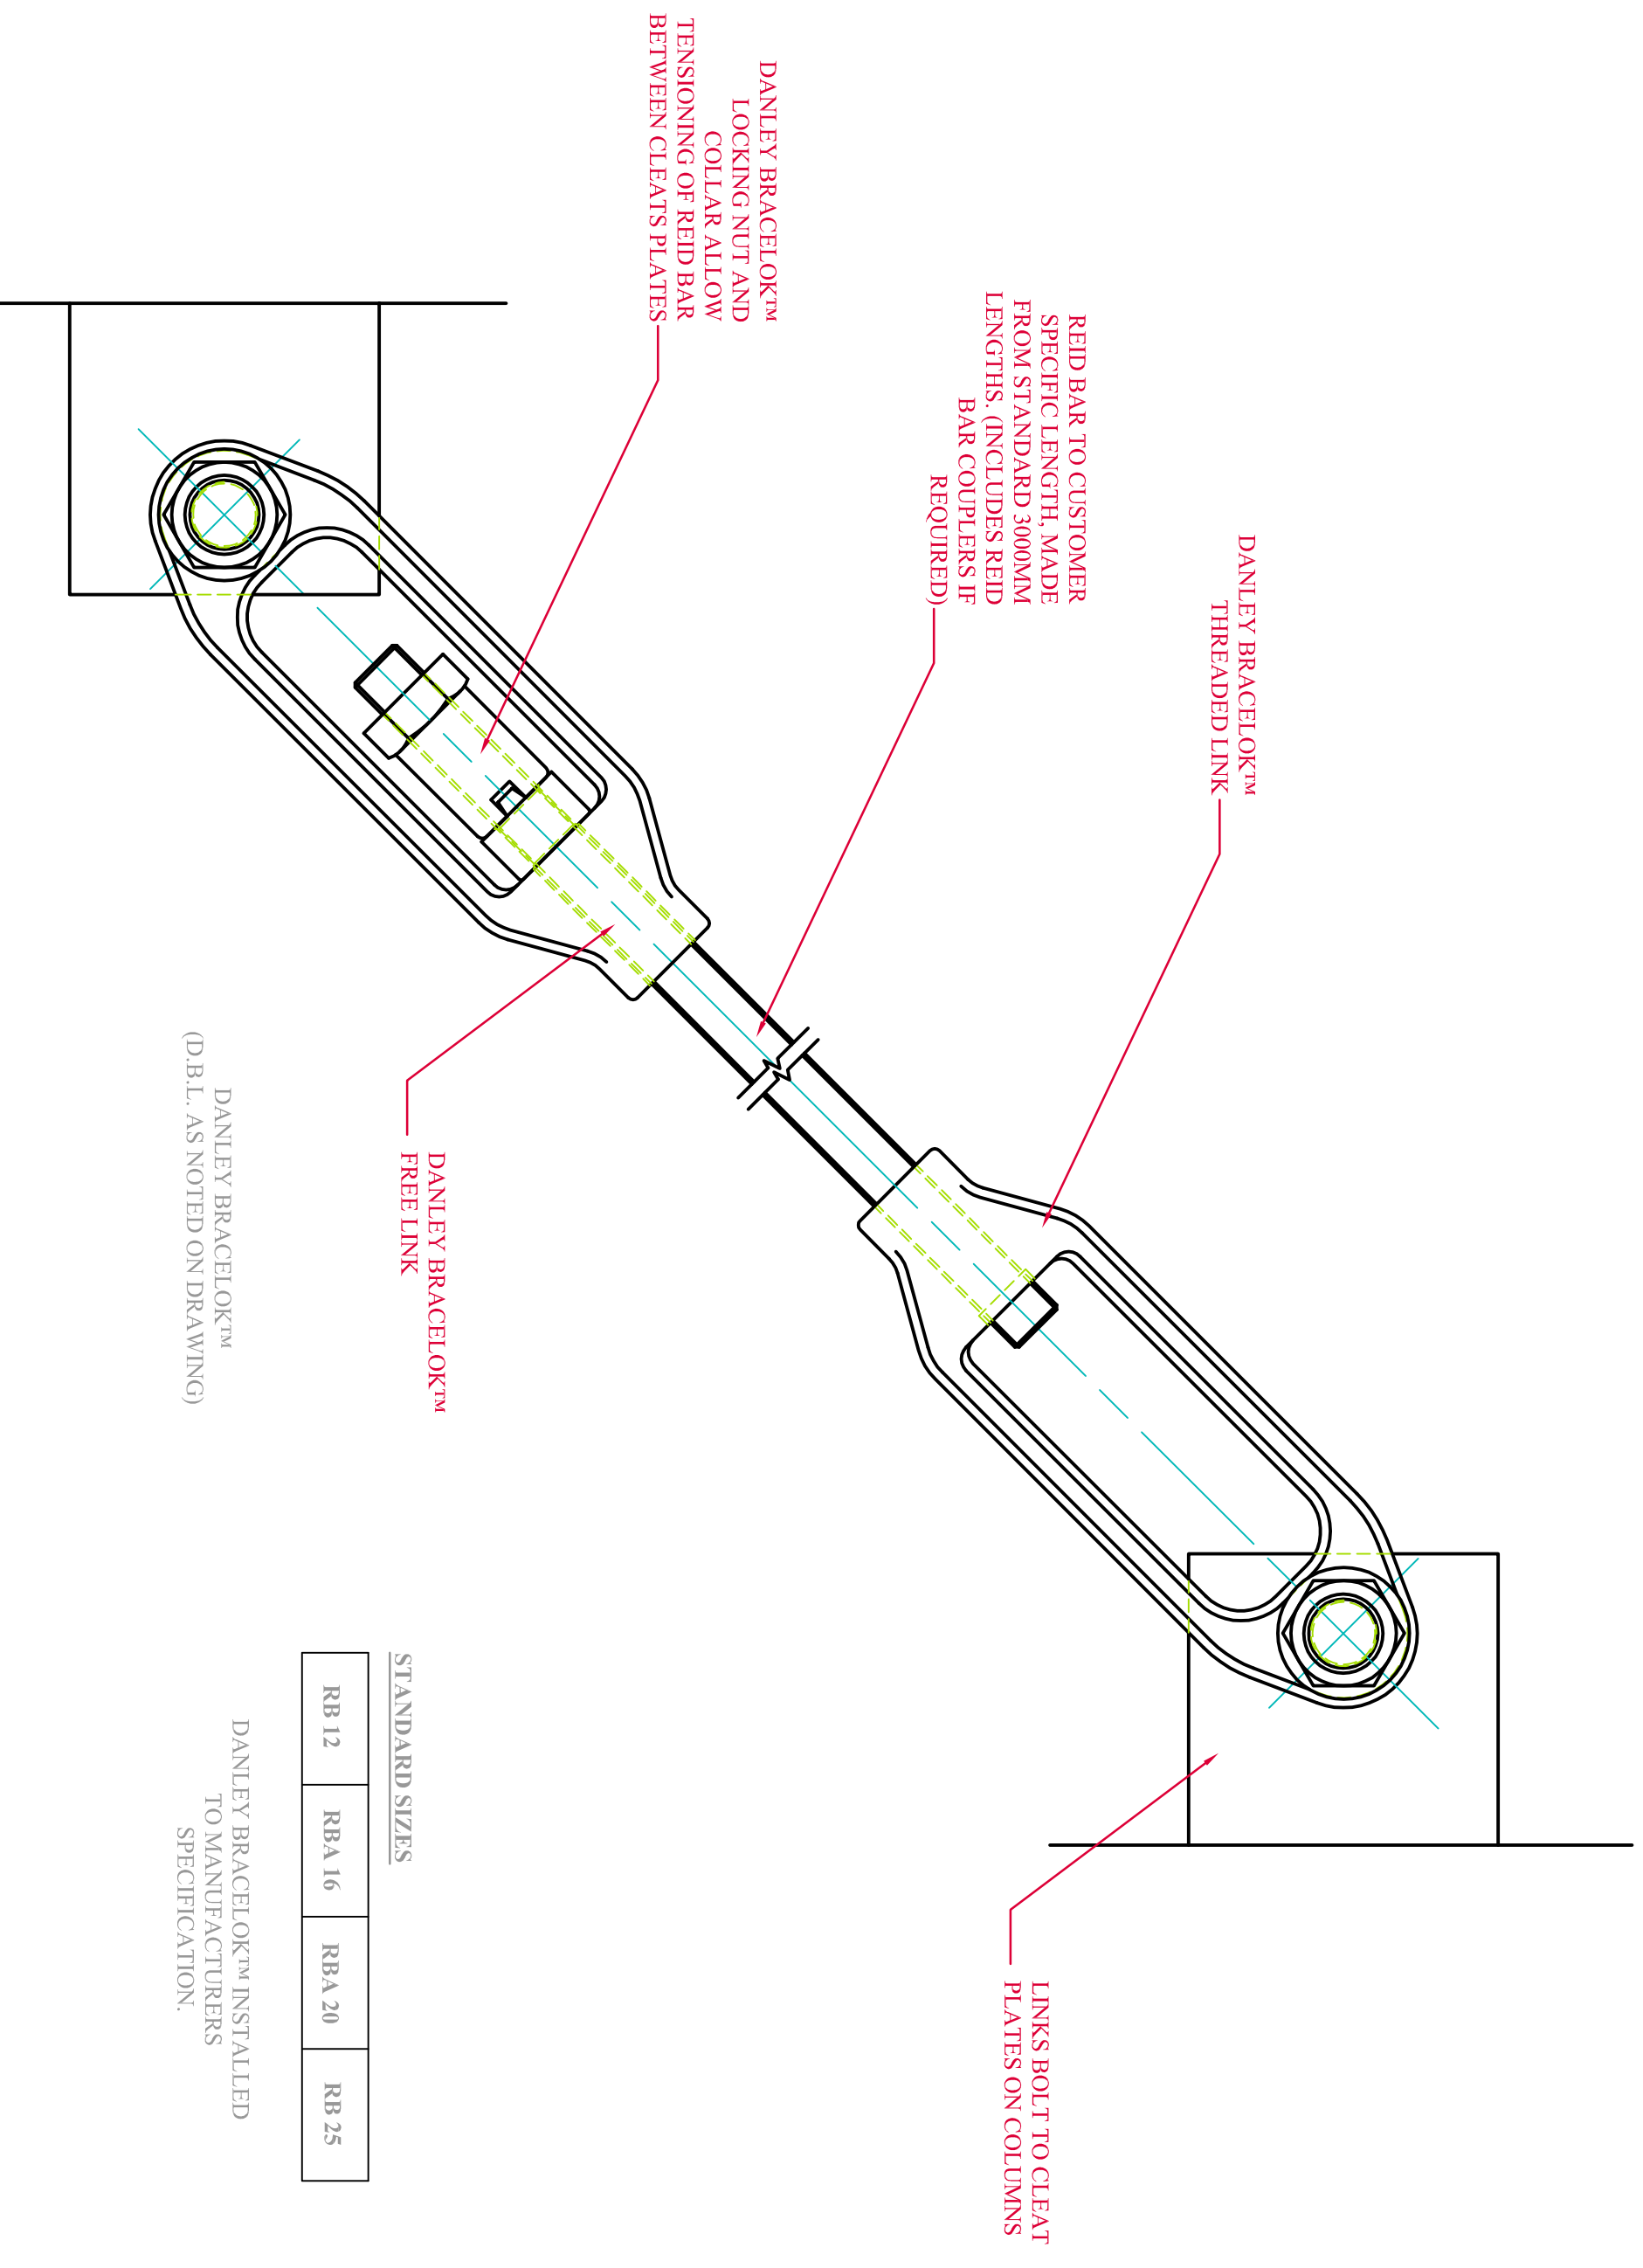 DANLEY BRACELOK™
THREADED LINK
REID BAR TO CUSTOMER
SPECIFIC LENGTH, MADE
FROM STANDARD 3000MM
LENGTHS. (INCLUDES REID
BAR COUPLERS IF
REQUIRED)
DANLEY BRACELOK™
LOCKING NUT AND
COLLAR ALLOW
TENSIONING OF REID BAR
BETWEEN CLEATS PLATES
LINKS BOLT TO CLEAT
PLATES ON COLUMNS
DANLEY BRACELOK™
FREE LINK
DANLEY BRACELOK™
(D.B.L. AS NOTED ON DRAWING)
STANDARD SIZES
RB 12
RBA 16
RBA 20
RB 25
DANLEY BRACELOK™ INSTALLED
TO MANUFACTURERS
SPECIFICATION.